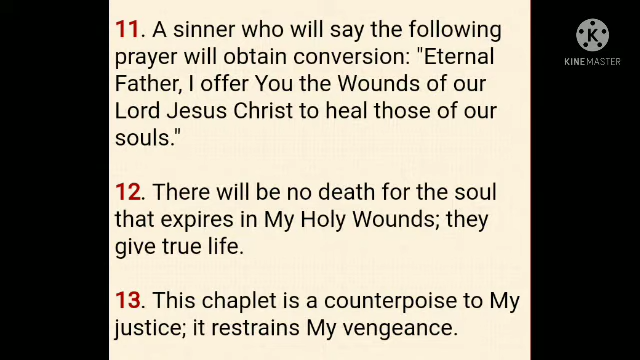 11. A sinner who will say the following
prayer will obtain conversion: "Eternal
Father, I offer You the Wounds of our
Lord Jesus Christ to heal those of our
souls."
12. There will be no death for the soul
that expires in My Holy Wounds; they
give true life.
13. This chaplet is a counterpoise to My
justice; it restrains My vengeance.
K
KINEMASTER